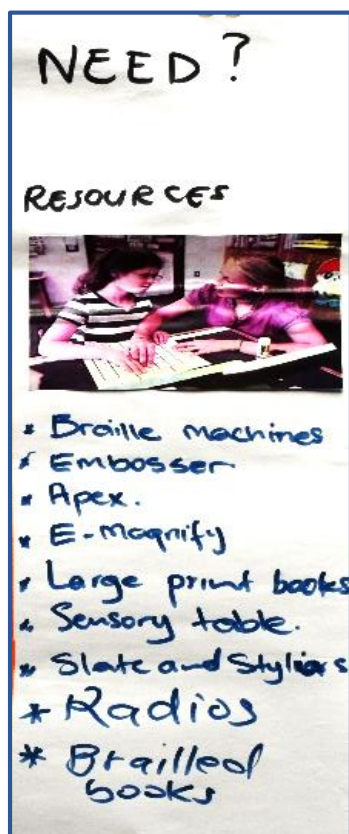 NEED?
RESOURCES
* Braille machines
* Embosser
* Apex.
* E-Magnify
* Large print books
* Sensory table.
* Slate and Styliars
* Radios
* Brailled
books